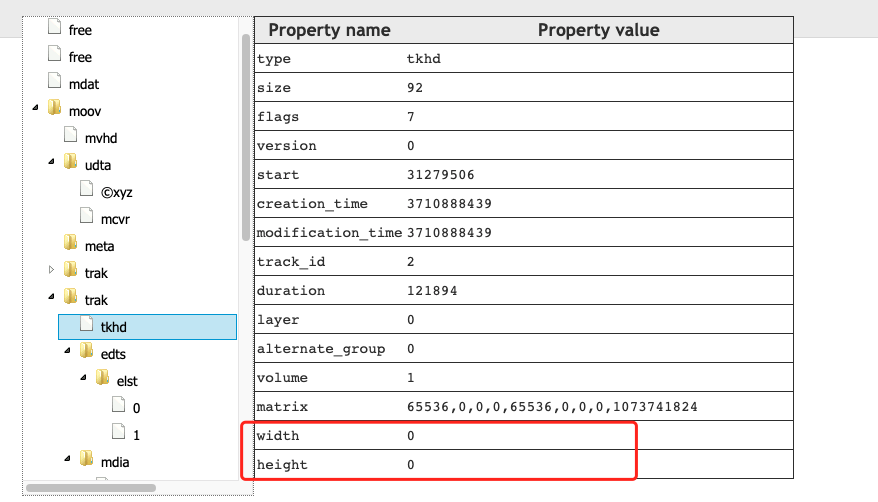 free
free
mdat
moov
mvhd
udta
©xyz
mcvr
meta
trak
trak
tkhd
edts
elst
0
1
mdia
Property name Property value
type tkhd
size 92
flags 7
version 0
start 31279506
creation_time 3710888439
modification_time 3710888439
track_id 2
duration 121894
layer 0
alternate_group 0
volume 1
matrix 65536,0,0,0,65536,0,0,0,1073741824
width 0
height 0